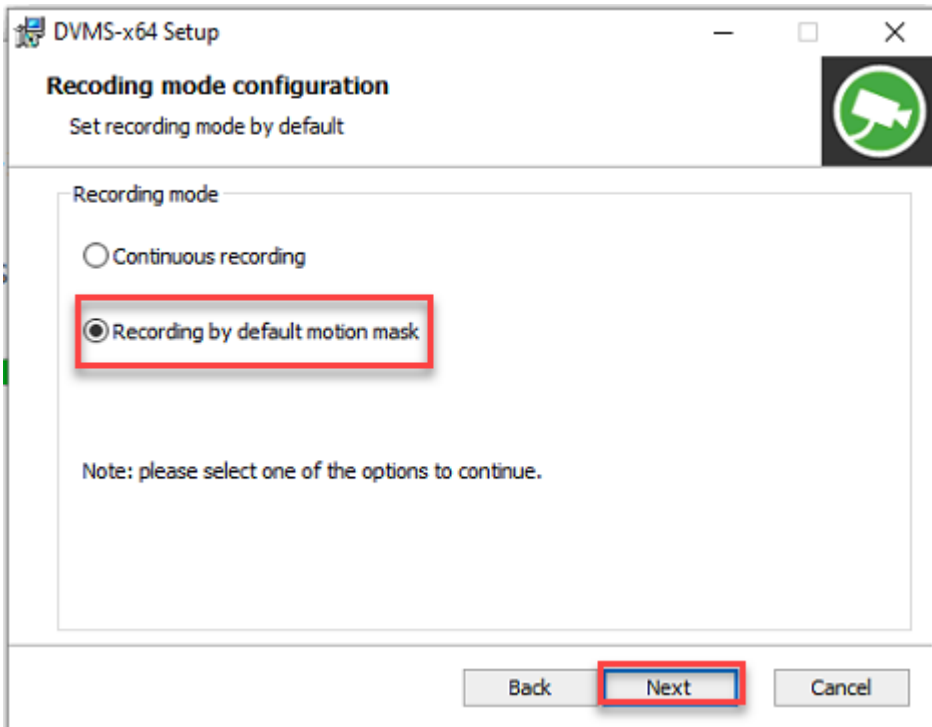 DVMS-x64 Setup
Recoding mode configuration
Set recording mode by default
Recording mode
Continuous recording
Recording by default motion mask
Note: please select one of the options to continue.
Back Next Cancel